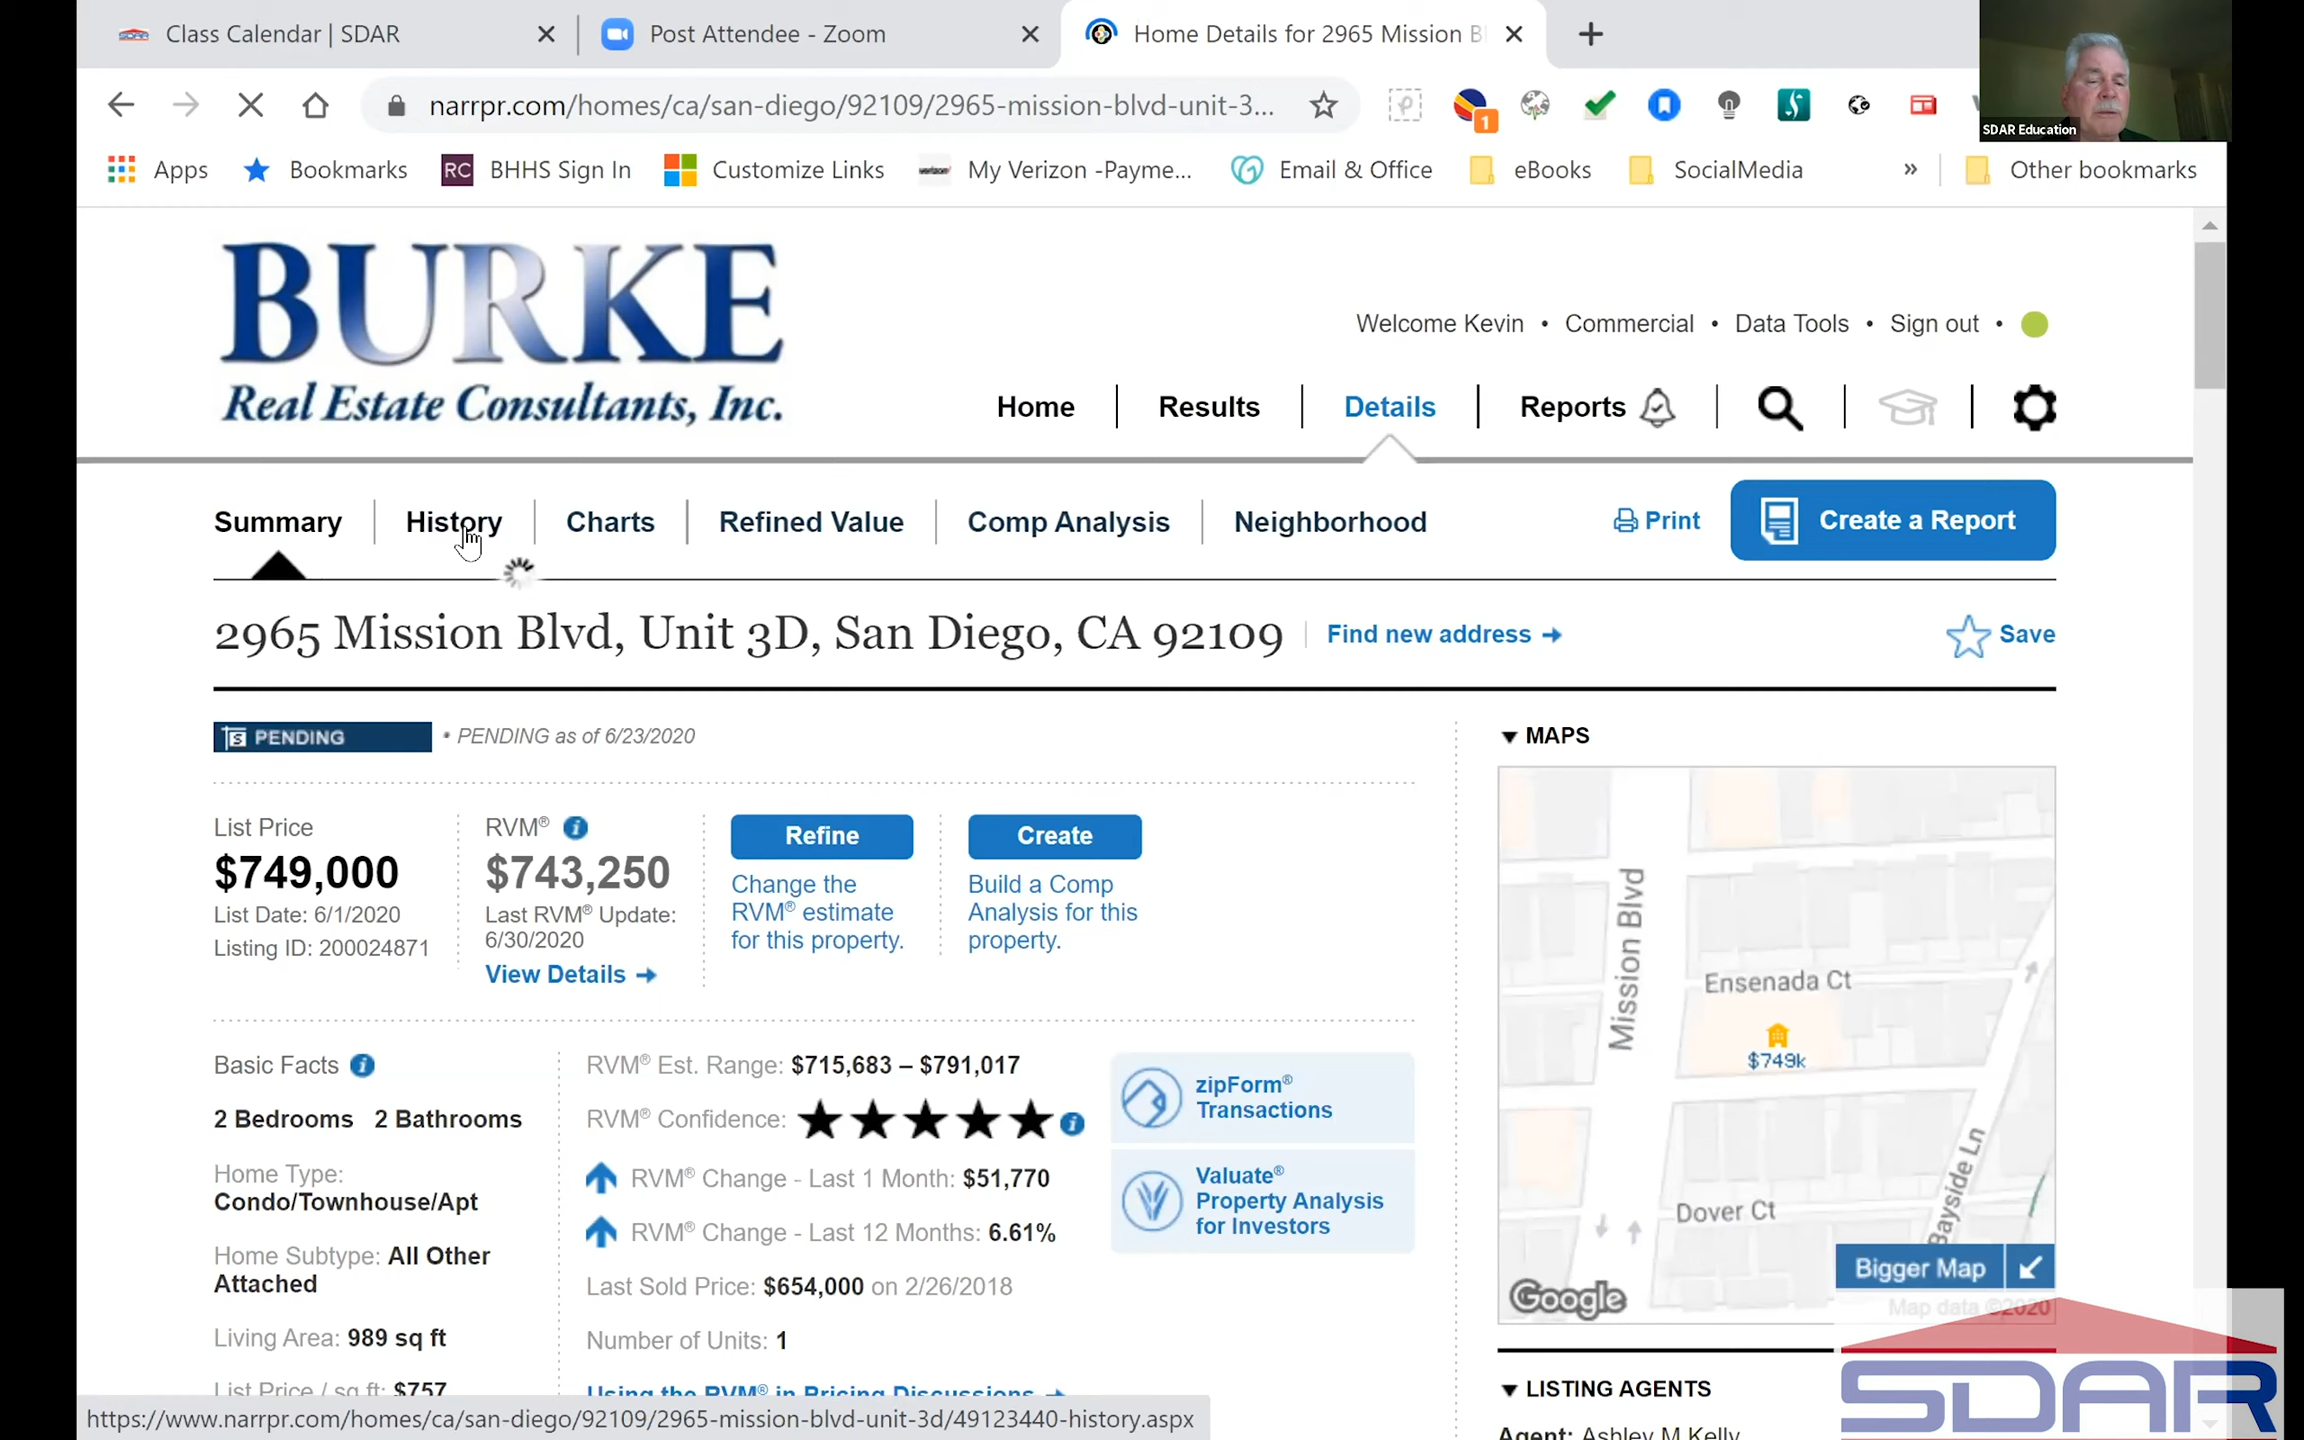 Class Calendar | SDAR
Post Attendee - Zoom
Home Details for 2965 Mission B
narrpr.com/homes/ca/san-diego/92109/2965-mission-blvd-unit-3...
1
SDAR Education
Apps
Bookmarks
RC
BHHS Sign In
Customize Links
verizon
My Verizon -Payme...
Email & Office
eBooks
SocialMedia
»
Other bookmarks
BURKE
Real Estate Consultants, Inc.
Welcome Kevin • Commercial • Data Tools • Sign out •
Home
Results
Details
Reports
Summary
History
Charts
Refined Value
Comp Analysis
Neighborhood
Print
Create a Report
2965 Mission Blvd, Unit 3D, San Diego, CA 92109
Find new address
Save
PENDING
• PENDING as of 6/23/2020
List Price
$749,000
List Date: 6/1/2020
Listing ID: 200024871
RVM®
$743,250
Last RVM® Update:
6/30/2020
View Details
Refine
Change the
RVM® estimate
for this property.
Create
Build a Comp
Analysis for this
property.
Basic Facts
2 Bedrooms 2 Bathrooms
Home Type:
Condo/Townhouse/Apt
Home Subtype: All Other
Attached
Living Area: 989 sq ft
List Price / sq ft: $757
RVM® Est. Range: $715,683 – $791,017
RVM® Confidence:
RVM® Change - Last 1 Month: $51,770
RVM® Change - Last 12 Months: 6.61%
Last Sold Price: $654,000 on 2/26/2018
Number of Units: 1
Using the RVM® in Pricing Discussions
zipForm®
Transactions
Valuate®
Property Analysis
for Investors
MAPS
Mission Blvd
Ensenada Ct
$749k
Dover Ct
Bayside Ln
Bigger Map
Google
Map data ©2020
LISTING AGENTS
Agent: Ashley M Kelly
SDAR
https://www.narrpr.com/homes/ca/san-diego/92109/2965-mission-blvd-unit-3d/49123440-history.aspx